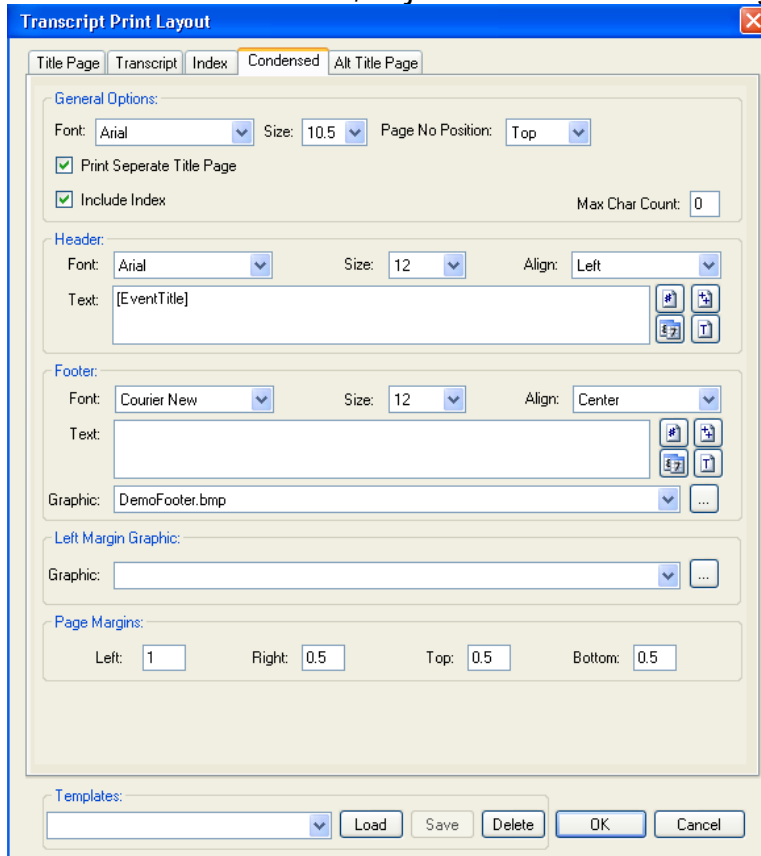 Transcript Print Layout
Title Page Transcript Index Condensed Alt Title Page
General Options:
Font: Arial Size: 10.5 Page No Position: Top
Print Seperate Title Page
Include Index Max Char Count: 0
Header:
Font: Arial Size: 12 Align: Left
Text: [EventTitle]
Footer:
Font: Courier New Size: 12 Align: Center
Text:
Graphic: DemoFooter.bmp ...
Left Margin Graphic:
Graphic: ...
Page Margins:
Left: 1 Right: 0.5 Top: 0.5 Bottom: 0.5
Templates:
Load Save Delete OK Cancel